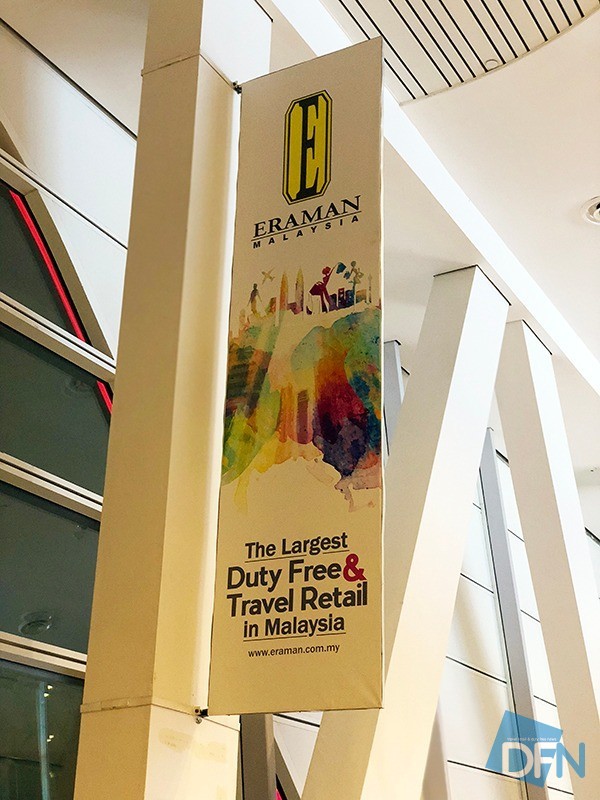 E
ERAMAN
MALAYSIA
The Largest
Duty Free&
Travel Retail
in Malaysia
www.eraman.com.my
DFN